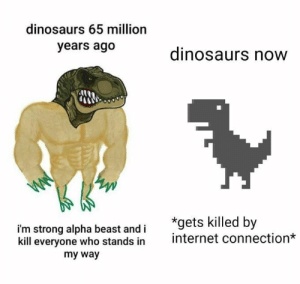 dinosaurs 65 million
years ago
i'm strong alpha beast and i
kill everyone who stands in
my way
dinosaurs now
*gets killed by
internet connection*